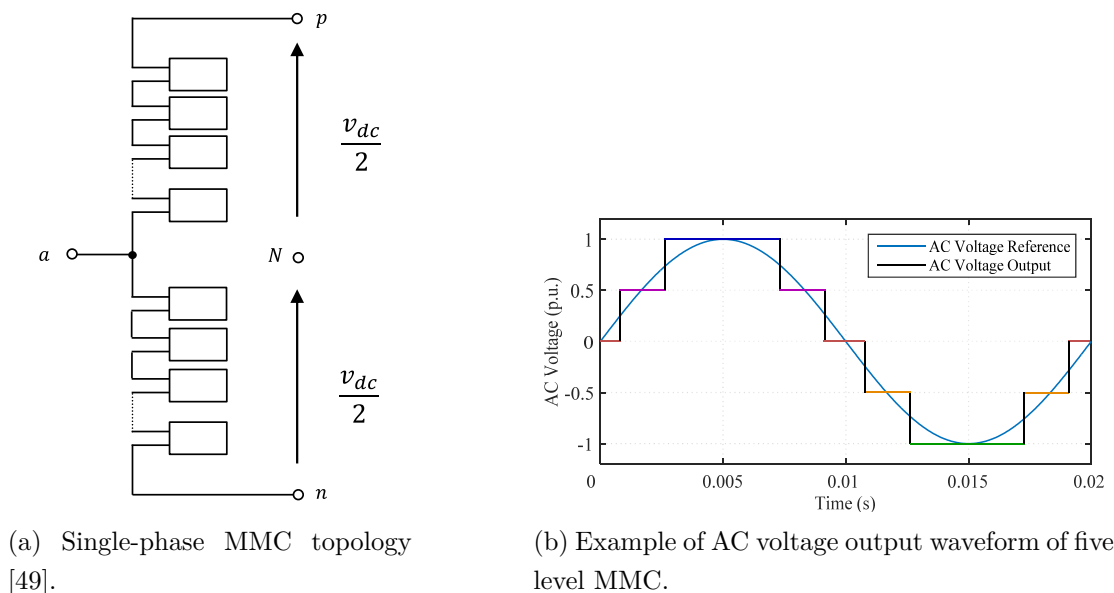 p
v_dc
2
a
N
v_dc
2
n
AC Voltage (p.u.)
1
0.5
0
-0.5
-1
AC Voltage Reference
AC Voltage Output
0
0.005
0.01
0.015
0.02
Time (s)
(a) Single-phase MMC topology
[49].
(b) Example of AC voltage output waveform of five
level MMC.